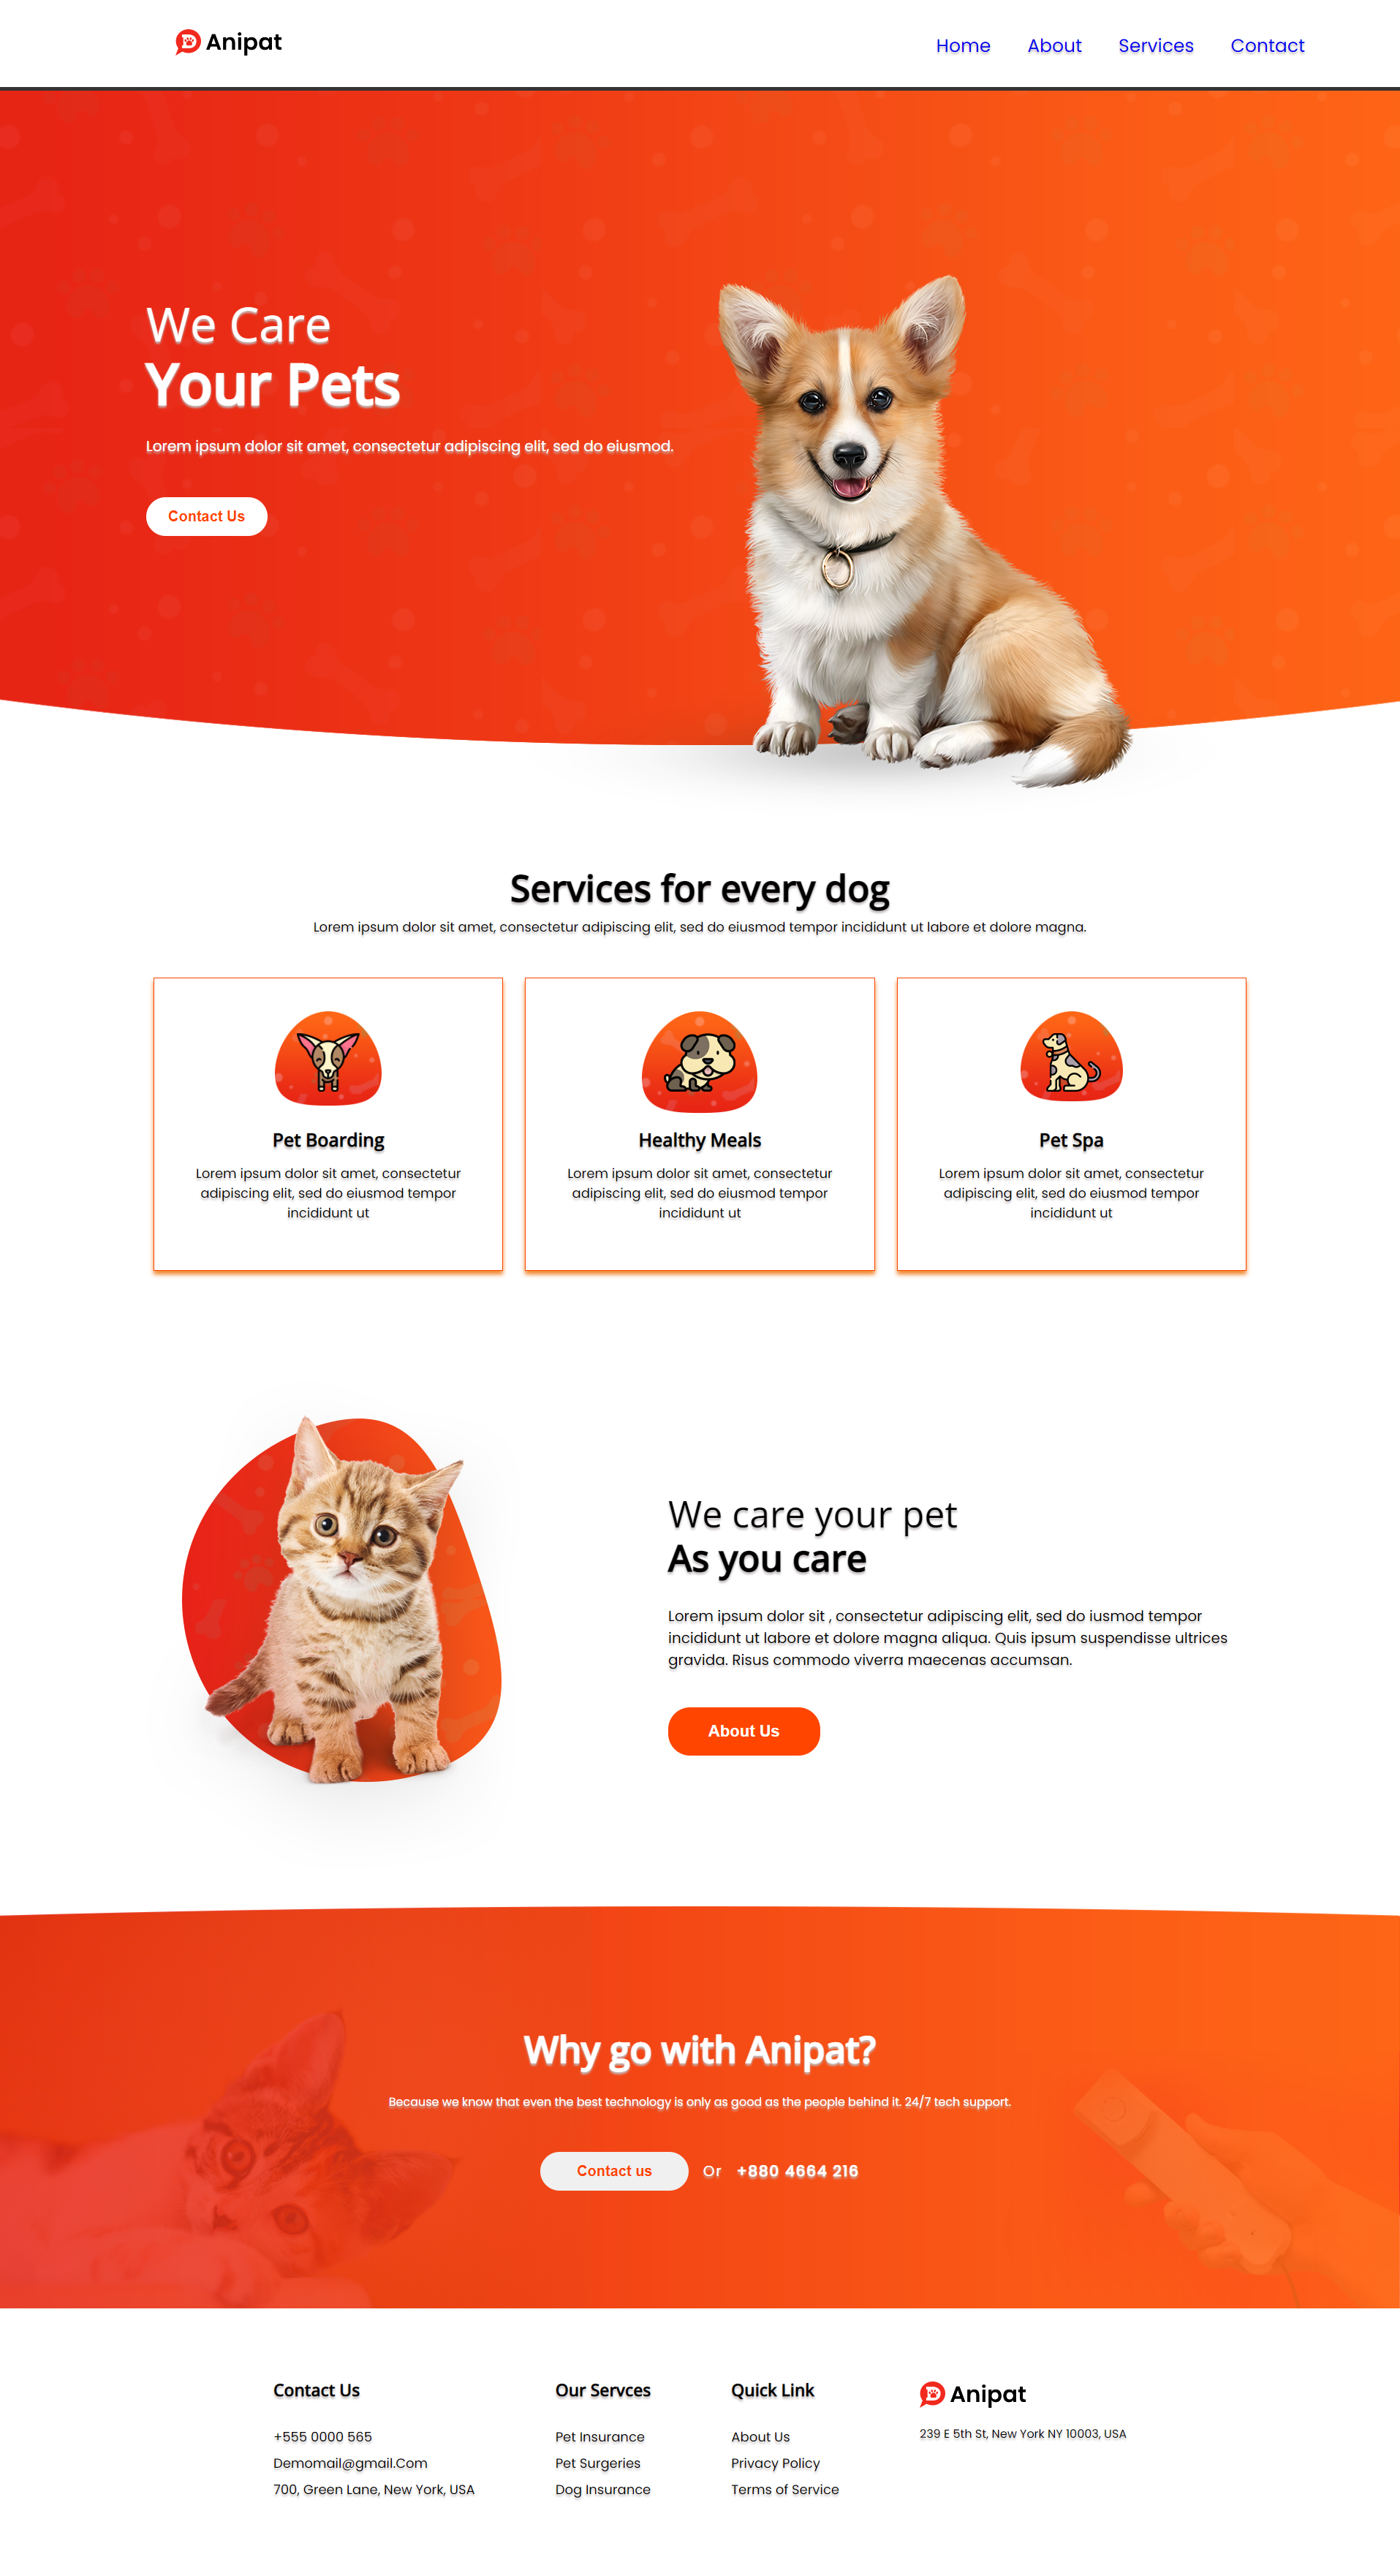 Anipat
Home About Services Contact
We Care
Your Pets
Lorem ipsum dolor sit amet, consectetur adipiscing elit, sed do eiusmod.
Contact Us
Services for every dog
Lorem ipsum dolor sit amet, consectetur adipiscing elit, sed do eiusmod tempor incididunt ut labore et dolore magna.
Pet Boarding
Lorem ipsum dolor sit amet, consectetur
adipiscing elit, sed do eiusmod tempor
incididunt ut
Healthy Meals
Lorem ipsum dolor sit amet, consectetur
adipiscing elit, sed do eiusmod tempor
incididunt ut
Pet Spa
Lorem ipsum dolor sit amet, consectetur
adipiscing elit, sed do eiusmod tempor
incididunt ut
We care your pet
As you care
Lorem ipsum dolor sit , consectetur adipiscing elit, sed do iusmod tempor
incididunt ut labore et dolore magna aliqua. Quis ipsum suspendisse ultrices
gravida. Risus commodo viverra maecenas accumsan.
About Us
Why go with Anipat?
Because we know that even the best technology is only as good as the people behind it. 24/7 tech support.
Contact us Or +880 4664 216
Contact Us
+555 0000 565
Demomail@gmail.Com
700, Green Lane, New York, USA
Our Servces
Pet Insurance
Pet Surgeries
Dog Insurance
Quick Link
About Us
Privacy Policy
Terms of Service
Anipat
239 E 5th St, New York NY 10003, USA